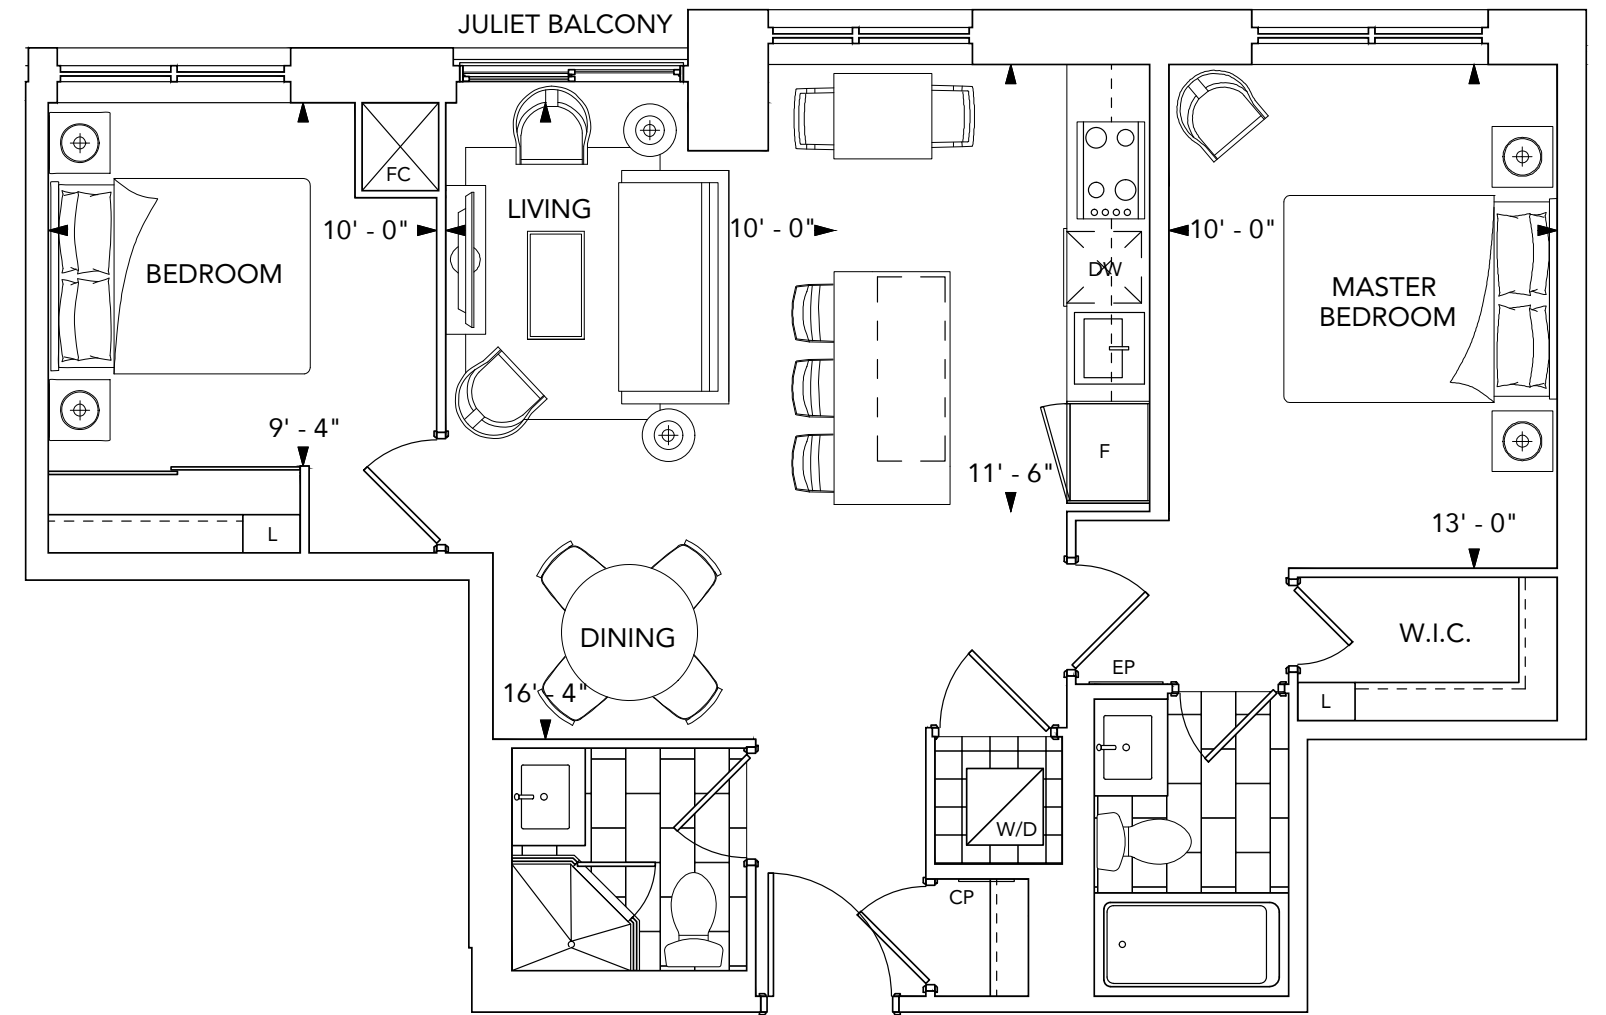 JULIET BALCONY
FC
LIVING
10' - 0"
10' - 0"
10' - 0"
BEDROOM
DW
MASTER
BEDROOM
9' - 4"
F
11' - 6"
L
13' - 0"
DINING
W.I.C.
EP
16' - 4"
L
W/D
CP